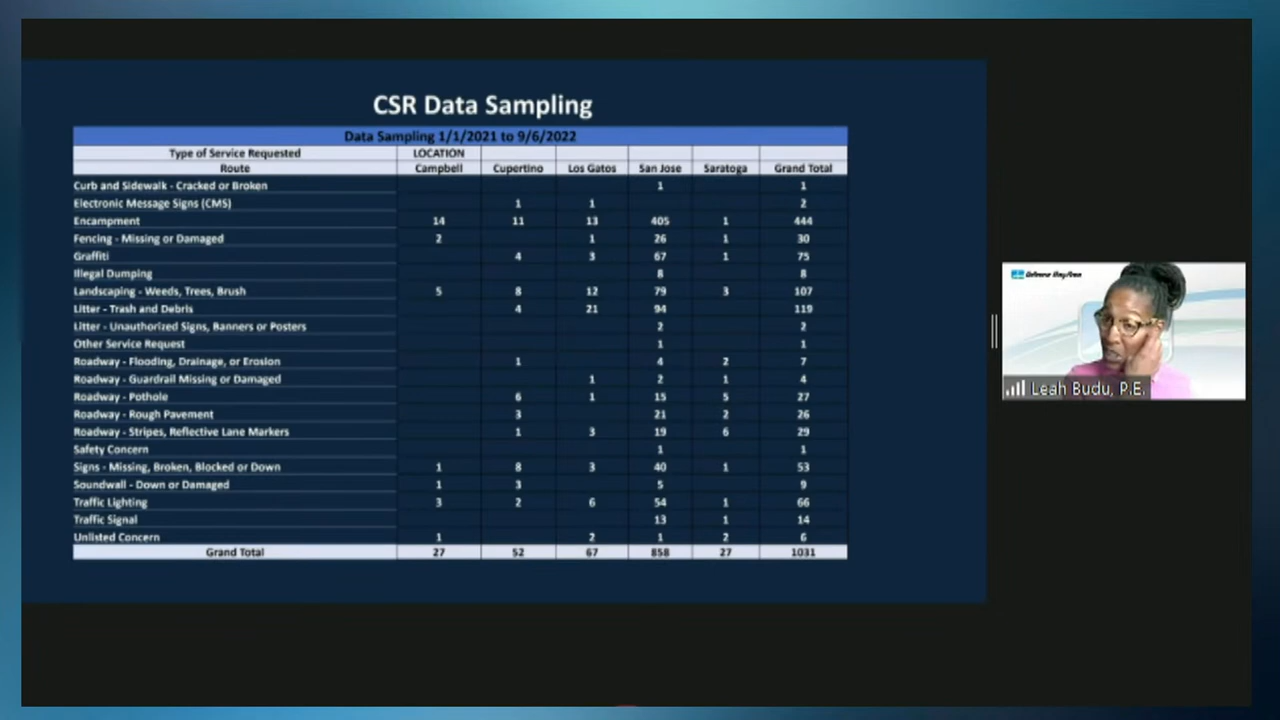 CSR Data Sampling
Data Sampling 1/1/2021 to 9/6/2022
Type of Service Requested LOCATION
Route Campbell Cupertino Los Gatos San Jose Saratoga Grand Total
Curb and Sidewalk - Cracked or Broken 1 1
Electronic Message Signs (CMS) 1 1 2
Encampment 14 11 13 405 1 444
Fencing - Missing or Damaged 2 1 26 1 30
Graffiti 4 3 67 1 75
Illegal Dumping 8 8
Landscaping - Weeds, Trees, Brush 5 8 12 79 3 107
Litter - Trash and Debris 4 21 94 119
Litter - Unauthorized Signs, Banners or Posters 2 2
Other Service Request 1 1
Roadway - Flooding, Drainage, or Erosion 1 4 2 7
Roadway - Guardrail Missing or Damaged 1 2 1 4
Roadway - Pothole 6 1 15 5 27
Roadway - Rough Pavement 3 21 2 26
Roadway - Stripes, Reflective Lane Markers 1 3 19 6 29
Safety Concern 1 1
Signs - Missing, Broken, Blocked or Down 1 8 3 40 1 53
Soundwall - Down or Damaged 1 3 5 9
Traffic Lighting 3 2 6 54 1 66
Traffic Signal 13 1 14
Unlisted Concern 1 2 1 2 6
Grand Total 27 52 67 858 27 1031
Leah Budu, P.E.